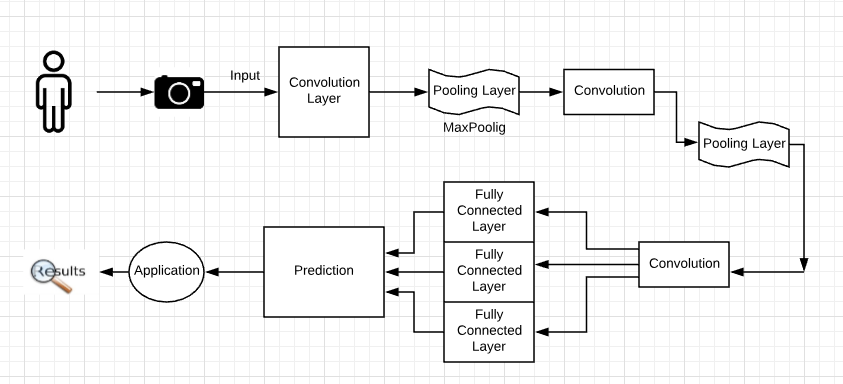 Input
Convolution
Layer
Pooling Layer
MaxPoolig
Convolution
Pooling Layer
Convolution
Fully
Connected
Layer
Fully
Connected
Layer
Fully
Connected
Layer
Prediction
Application
Results